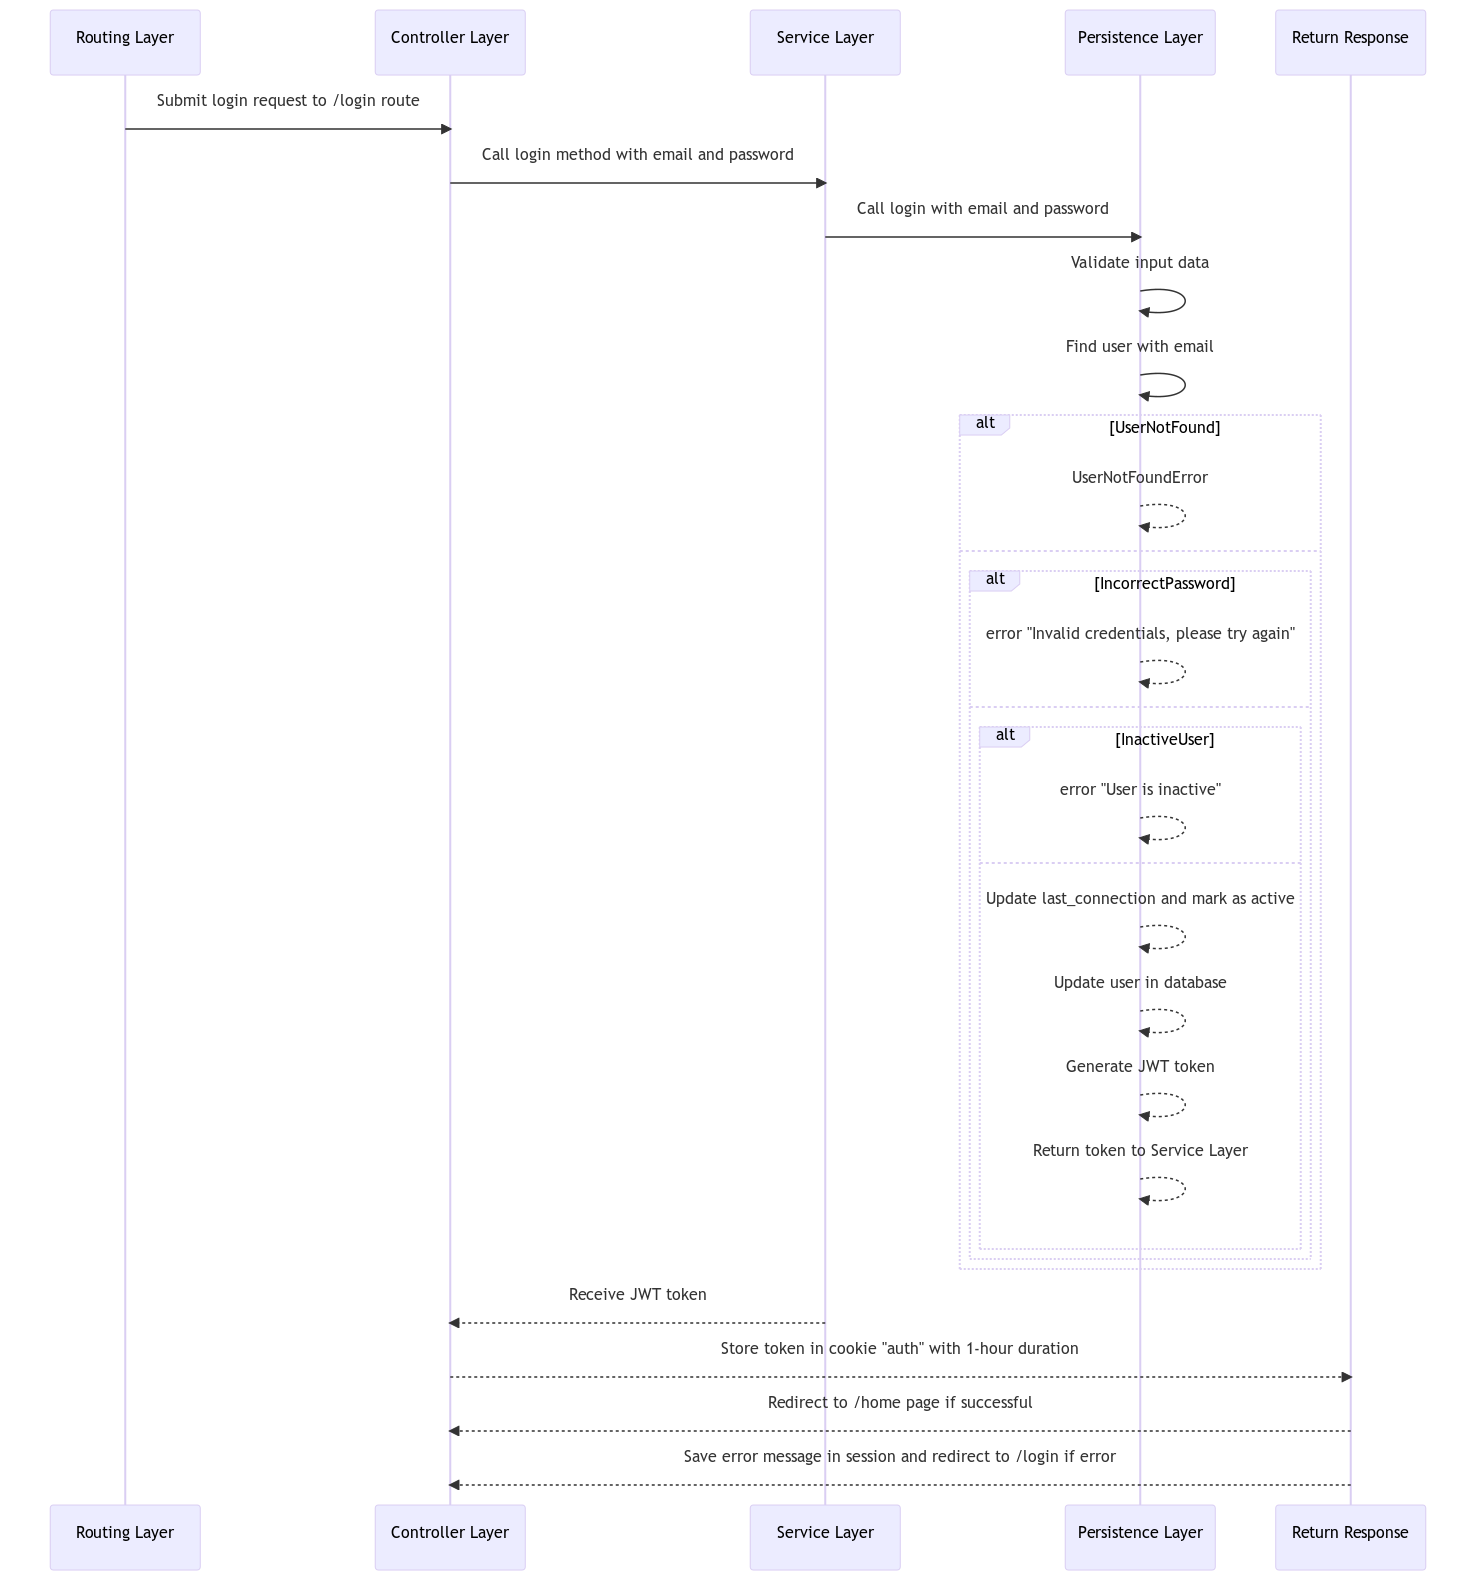 Routing Layer
Controller Layer
Service Layer
Persistence Layer
Return Response
Submit login request to /login route
Call login method with email and password
Call login with email and password
Validate input data
Find user with email
alt
[UserNotFound]
UserNotFoundError
alt
[IncorrectPassword]
error "Invalid credentials, please try again"
alt
[InactiveUser]
error "User is inactive"
Update last_connection and mark as active
Update user in database
Generate JWT token
Return token to Service Layer
Receive JWT token
Store token in cookie "auth" with 1-hour duration
Redirect to /home page if successful
Save error message in session and redirect to /login if error
Routing Layer
Controller Layer
Service Layer
Persistence Layer
Return Response